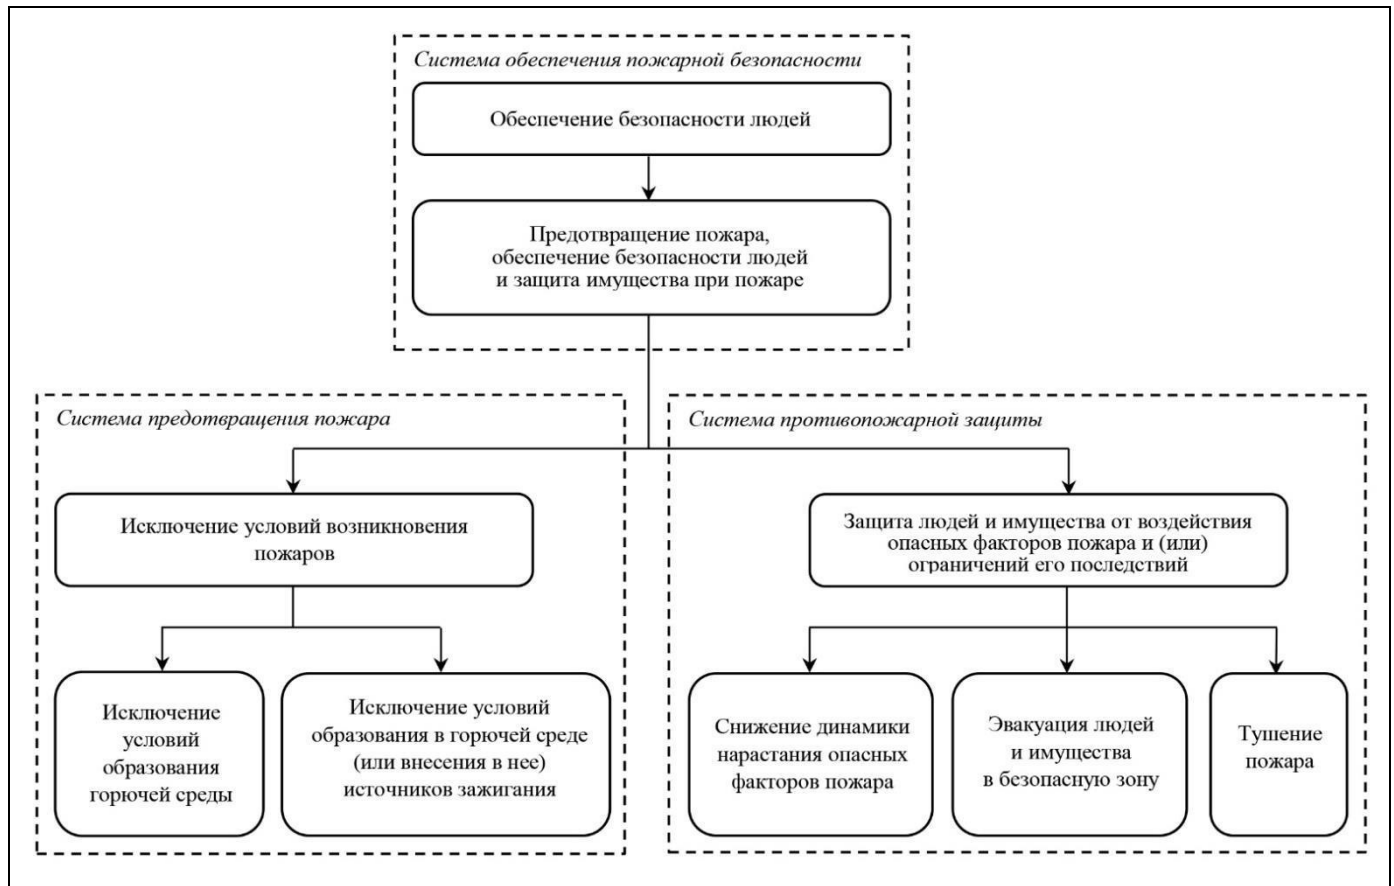 Система обеспечения пожарной безопасности
Обеспечение безопасности людей
Предотвращение пожара,
обеспечение безопасности людей
и защита имущества при пожаре
Система предотвращения пожара
Исключение условий возникновения
пожаров
Исключение
условий
образования
горючей среды
Исключение условий
образования в горючей среде
(или внесения в нее)
источников зажигания
Система противопожарной защиты
Защита людей и имущества от воздействия
опасных факторов пожара и (или)
ограничений его последствий
Снижение динамики
нарастания опасных
факторов пожара
Эвакуация людей
и имущества
в безопасную зону
Тушение
пожара